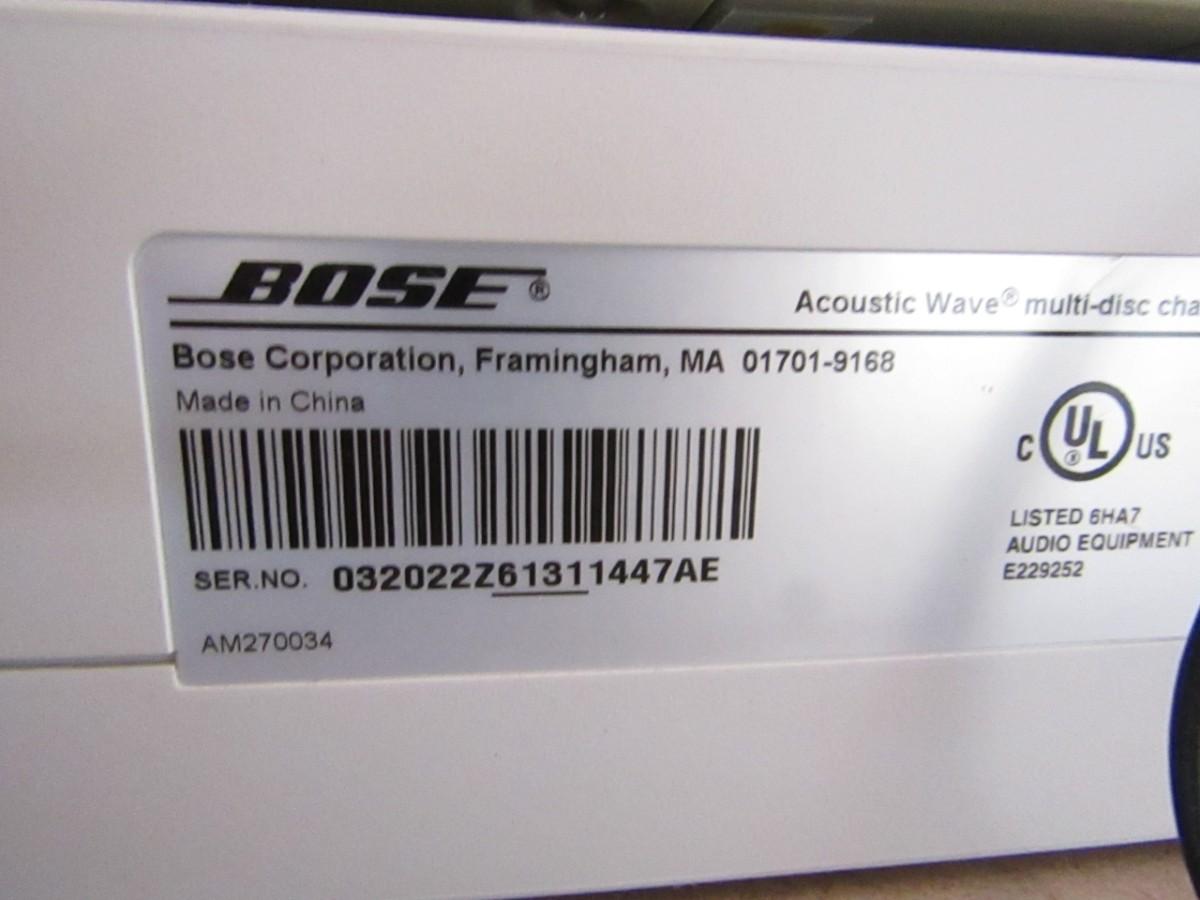 BOSE®
Acoustic Wave® multi-disc cha
Bose Corporation, Framingham, MA 01701-9168
Made in China
C UL® US
LISTED 6HA7
AUDIO EQUIPMENT
E229252
SER.NO. 032022Z61311447AE
AM270034